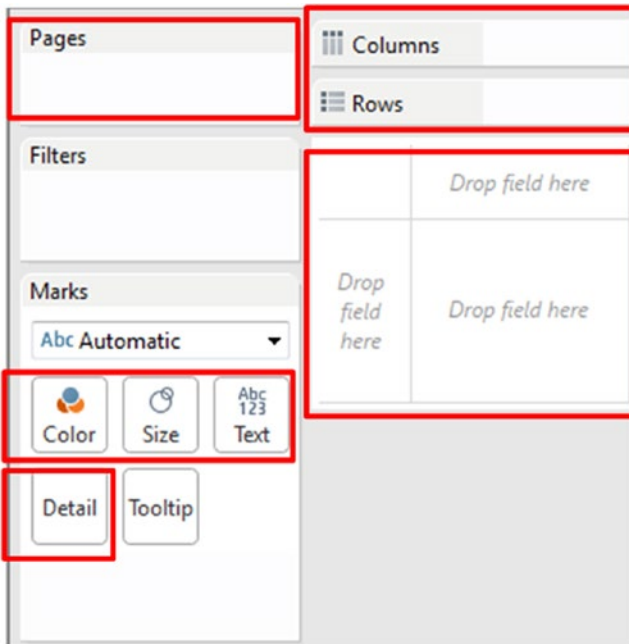 Pages
Columns
Rows
Filters
Drop field here
Drop
field
here
Drop field here
Marks
Abc Automatic
Color
Size
Abc
123
Text
Detail
Tooltip